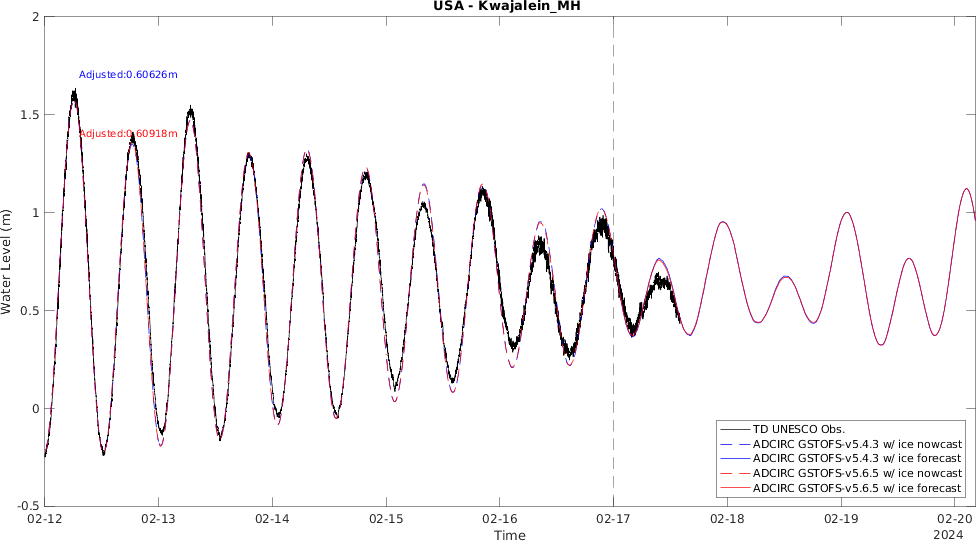 USA - Kwajalein_MH
2
1.5
1
0.5
0
-0.5
Water Level (m)
Adjusted:0.60626m
Adjusted:0.60918m
TD UNESCO Obs.
ADCIRC GSTOFS-v5.4.3 w/ ice nowcast
ADCIRC GSTOFS-v5.4.3 w/ ice forecast
ADCIRC GSTOFS-v5.6.5 w/ ice nowcast
ADCIRC GSTOFS-v5.6.5 w/ ice forecast
02-12 02-13 02-14 02-15 02-16 02-17 02-18 02-19 02-20
Time
2024